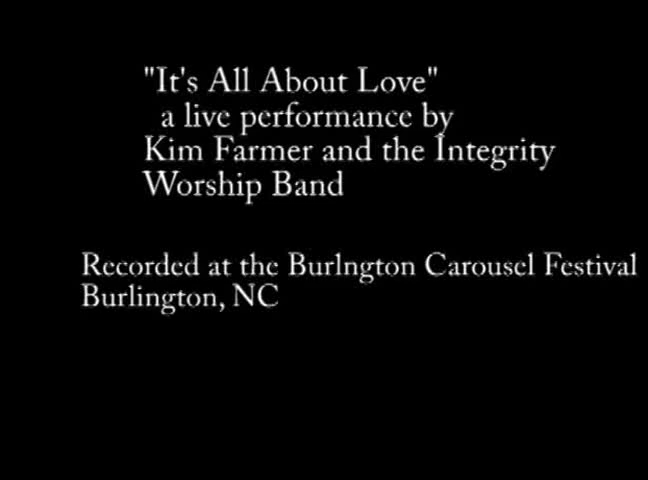 "It's All About Love"
a live performance by
Kim Farmer and the Integrity
Worship Band
Recorded at the Burlngton Carousel Festival
Burlington, NC